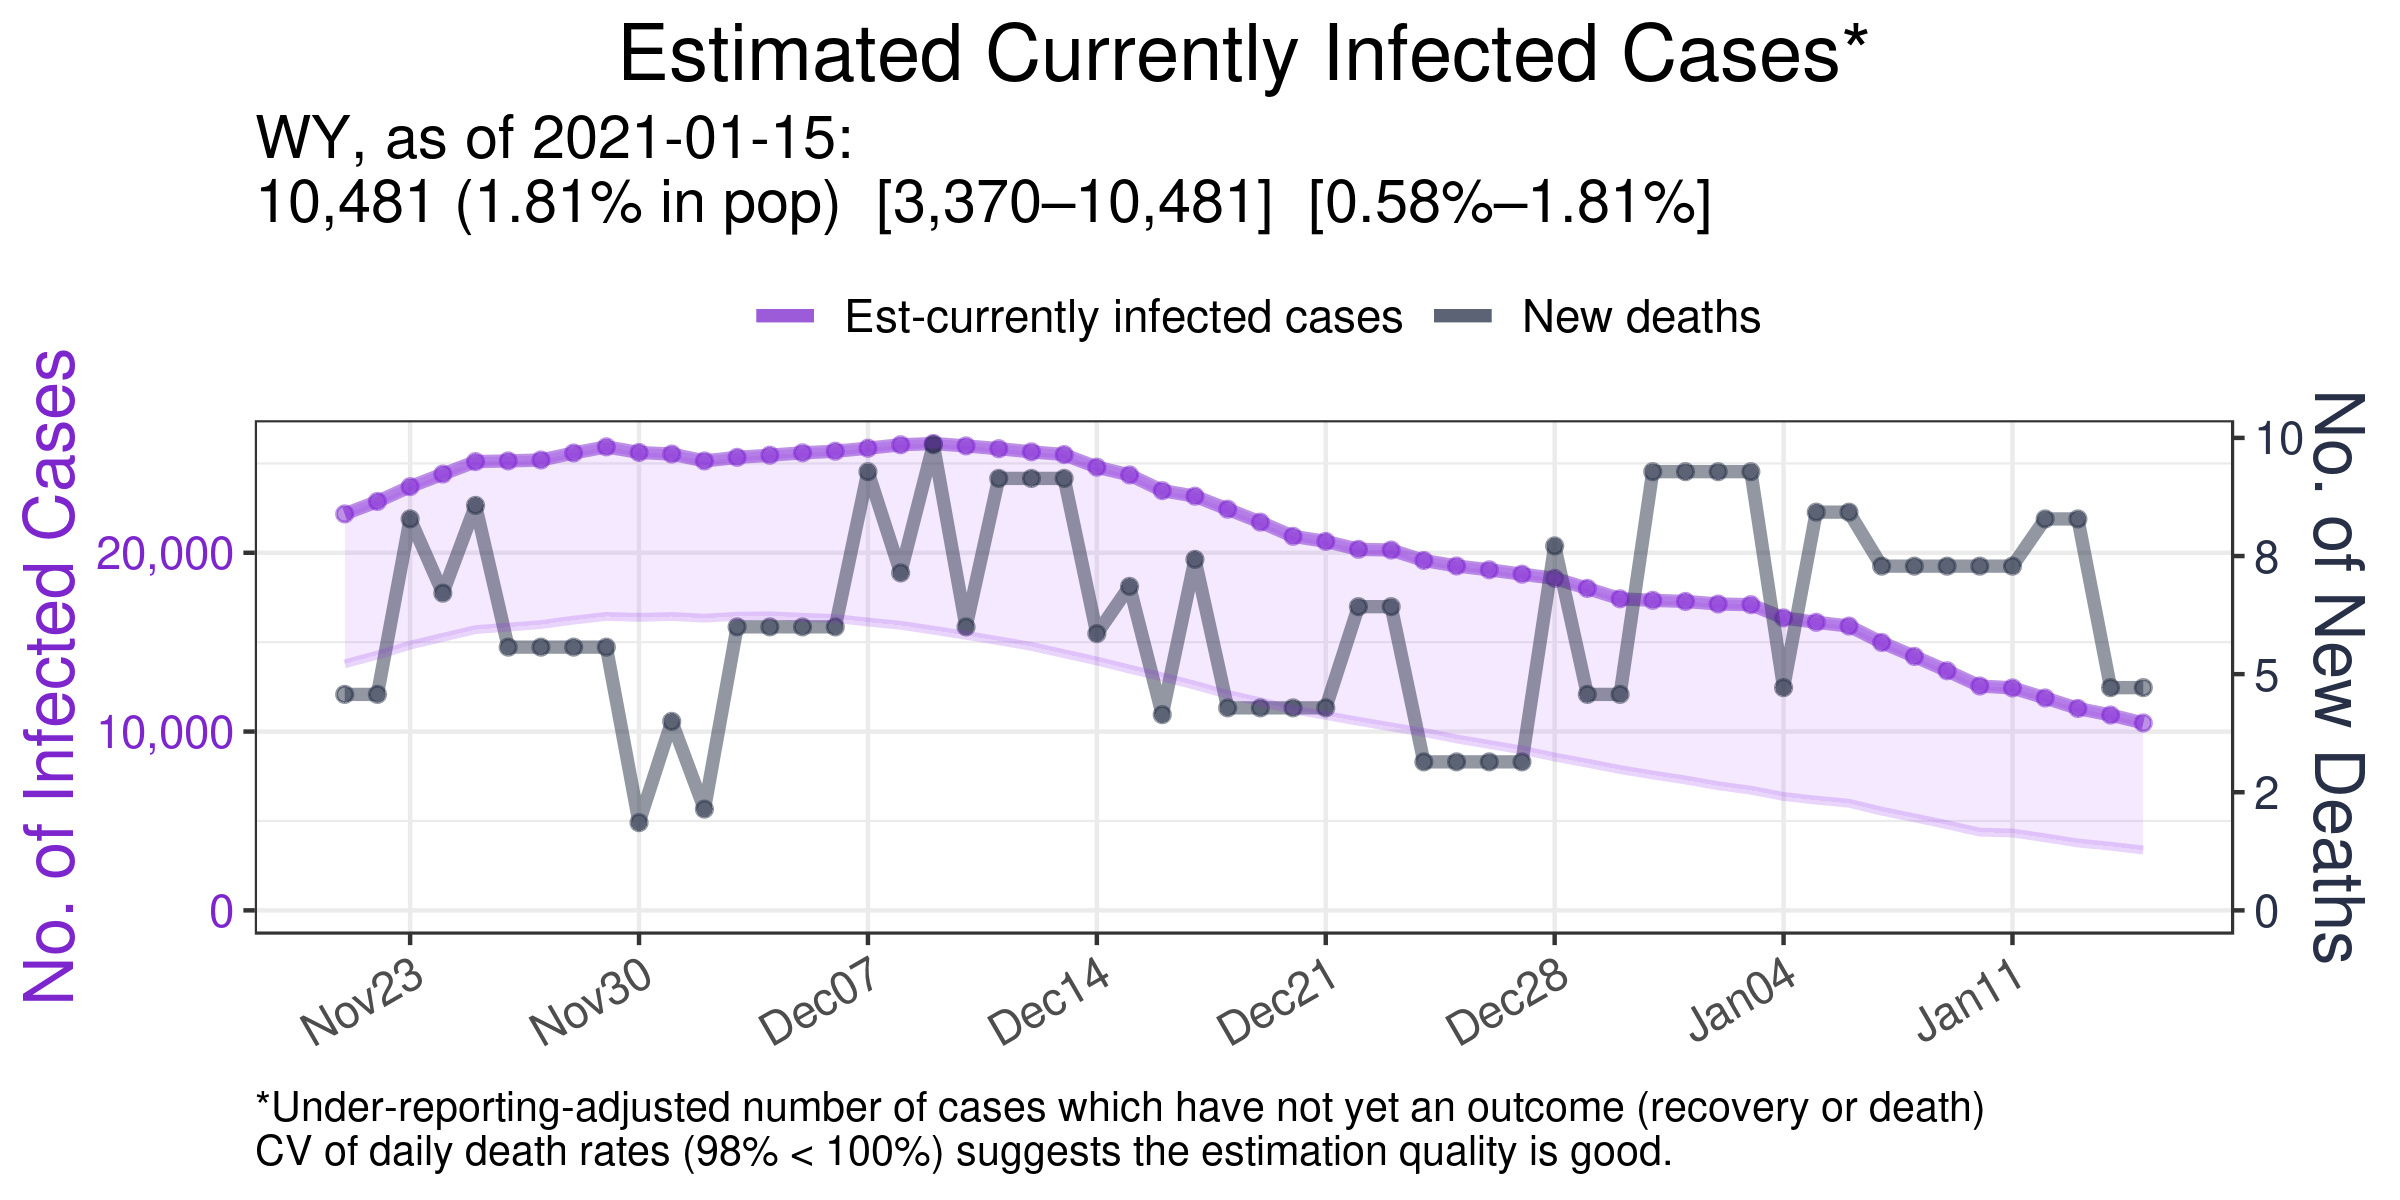 Estimated Currently Infected Cases*
WY, as of 2021-01-15:
10,481 (1.81% in pop)  [3,370–10,481]  [0.58%–1.81%]
Est-currently infected cases
New deaths
No. of Infected Cases
20,000
10,000
0
10
8
5
2
0
No. of New Deaths
Nov23
Nov30
Dec07
Dec14
Dec21
Dec28
Jan04
Jan11
*Under-reporting-adjusted number of cases which have not yet an outcome (recovery or death)
CV of daily death rates (98% < 100%) suggests the estimation quality is good.